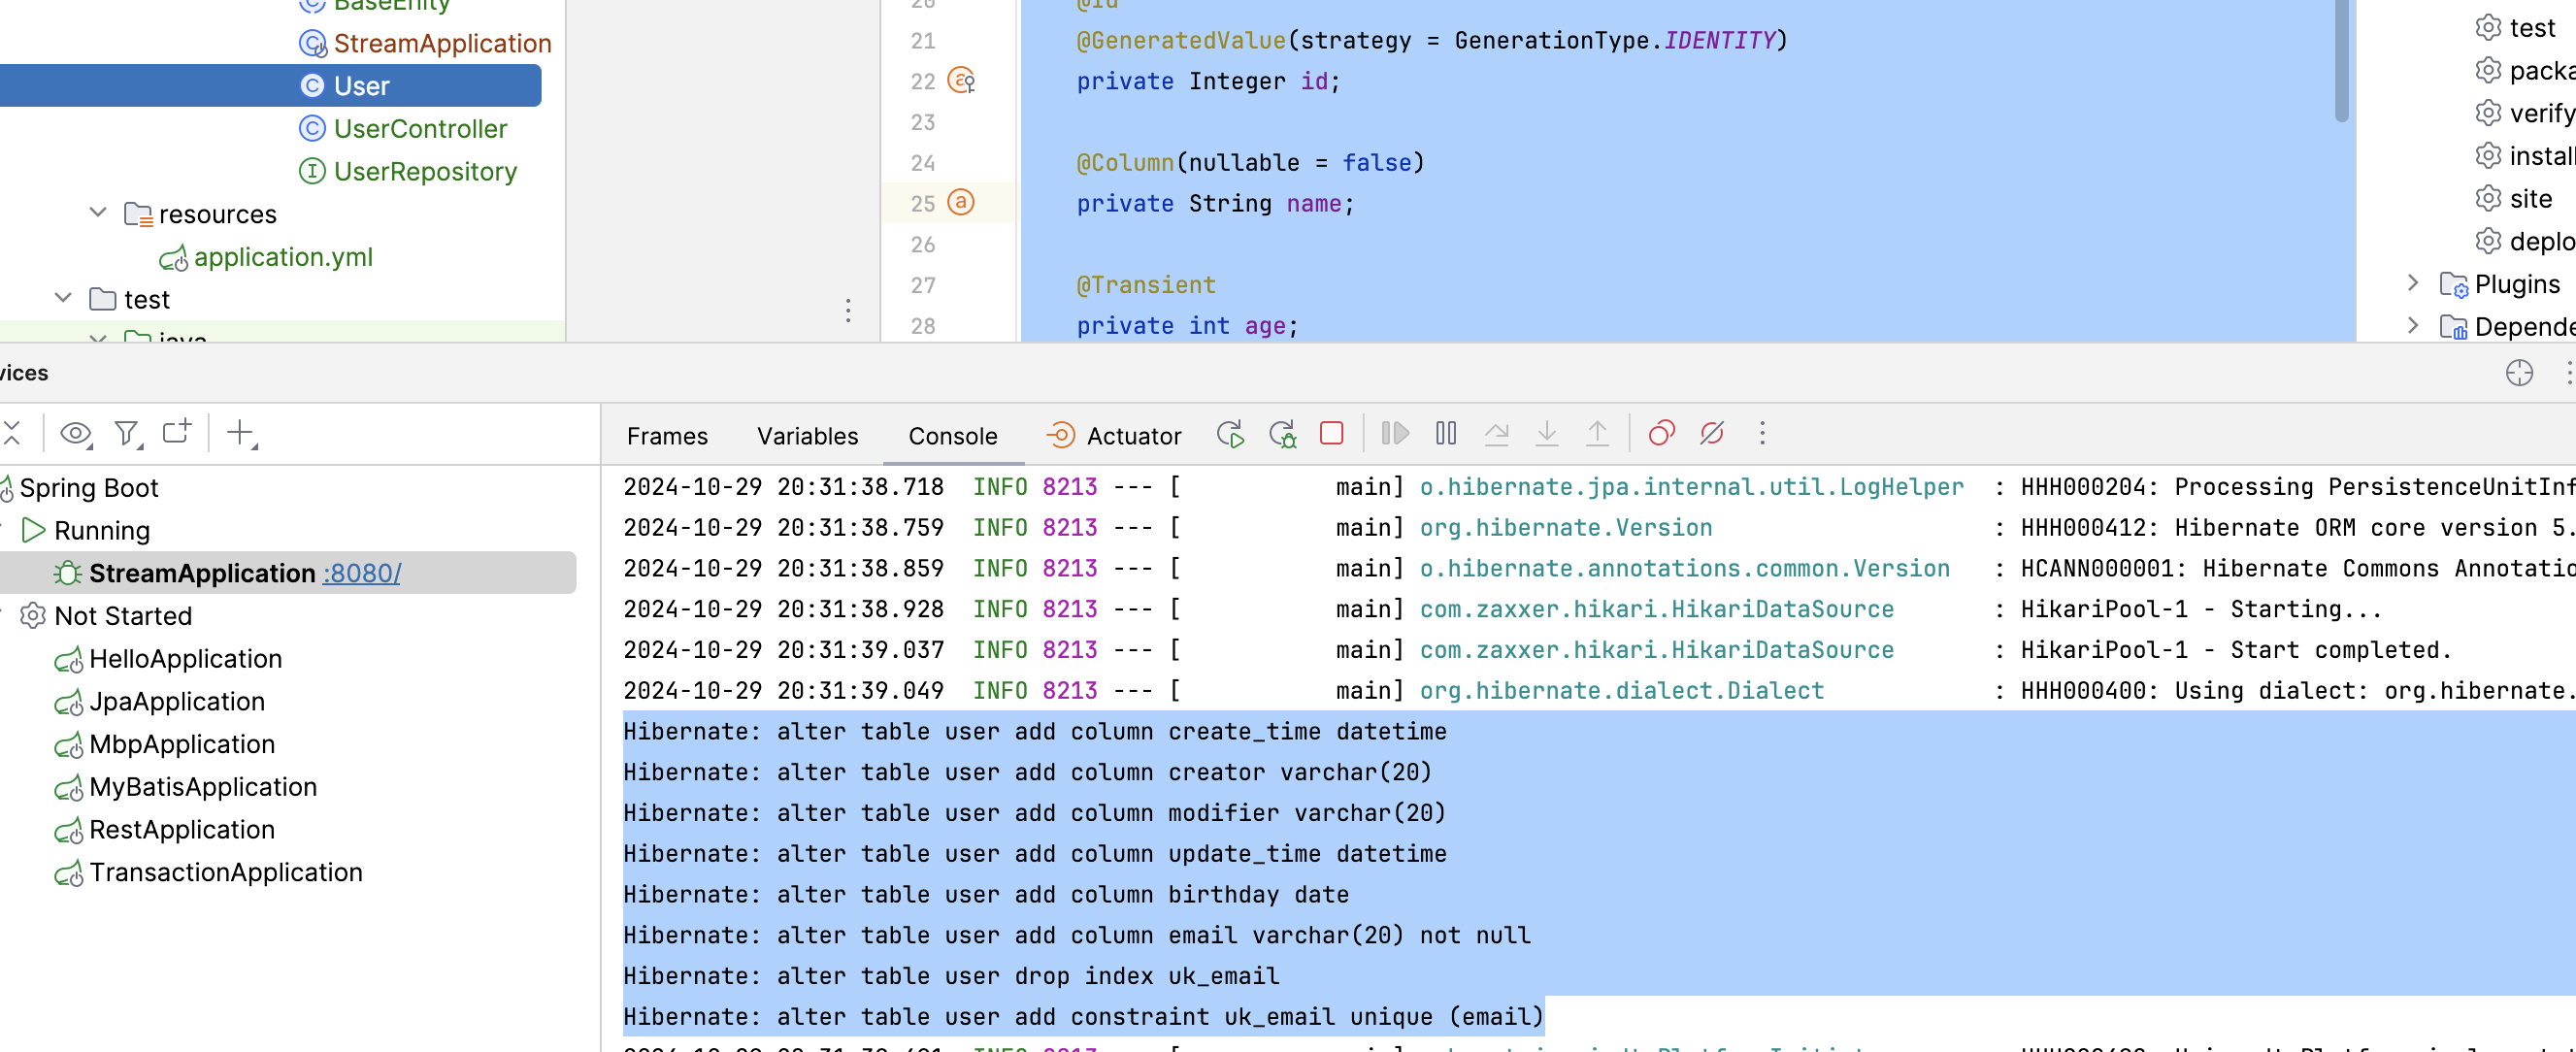 BaseEntity
StreamApplication
User
UserController
UserRepository
resources
application.yml
test
java
20 @Id
21 @GeneratedValue(strategy = GenerationType.IDENTITY)
22 private Integer id;
23
24 @Column(nullable = false)
25 private String name;
26
27 @Transient
28 private int age;
test
packa
verify
install
site
deplo
Plugins
Depende
vices
Frames Variables Console Actuator
Spring Boot
Running
StreamApplication :8080/
Not Started
HelloApplication
JpaApplication
MbpApplication
MyBatisApplication
RestApplication
TransactionApplication
2024-10-29 20:31:38.718 INFO 8213 --- [ main] o.hibernate.jpa.internal.util.LogHelper : HHH000204: Processing PersistenceUnitInf
2024-10-29 20:31:38.759 INFO 8213 --- [ main] org.hibernate.Version : HHH000412: Hibernate ORM core version 5.
2024-10-29 20:31:38.859 INFO 8213 --- [ main] o.hibernate.annotations.common.Version : HCANN000001: Hibernate Commons Annotatio
2024-10-29 20:31:38.928 INFO 8213 --- [ main] com.zaxxer.hikari.HikariDataSource : HikariPool-1 - Starting...
2024-10-29 20:31:39.037 INFO 8213 --- [ main] com.zaxxer.hikari.HikariDataSource : HikariPool-1 - Start completed.
2024-10-29 20:31:39.049 INFO 8213 --- [ main] org.hibernate.dialect.Dialect : HHH000400: Using dialect: org.hibernate.
Hibernate: alter table user add column create_time datetime
Hibernate: alter table user add column creator varchar(20)
Hibernate: alter table user add column modifier varchar(20)
Hibernate: alter table user add column update_time datetime
Hibernate: alter table user add column birthday date
Hibernate: alter table user add column email varchar(20) not null
Hibernate: alter table user drop index uk_email
Hibernate: alter table user add constraint uk_email unique (email)